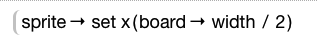 sprite→ set x(board→ width / 2)